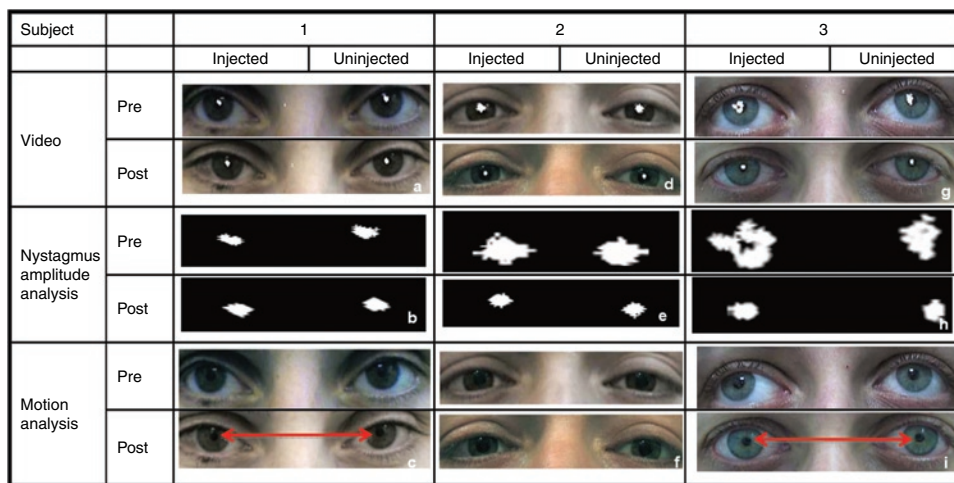 Subject 1 2 3
Injected Uninjected Injected Uninjected Injected Uninjected
Video
Pre
Post
a d g
Nystagmus
amplitude
analysis
Pre
Post
b e h
Motion
analysis
Pre
Post
c f i